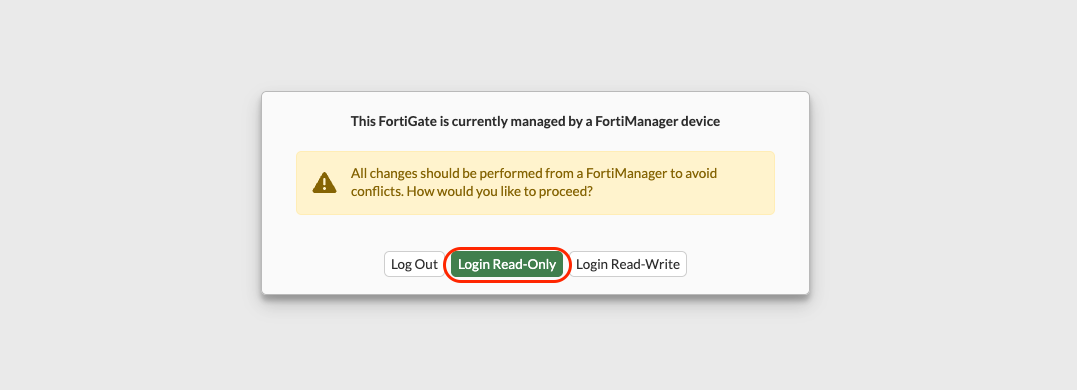 This FortiGate is currently managed by a FortiManager device
All changes should be performed from a FortiManager to avoid
conflicts. How would you like to proceed?
Log Out Login Read-Only Login Read-Write